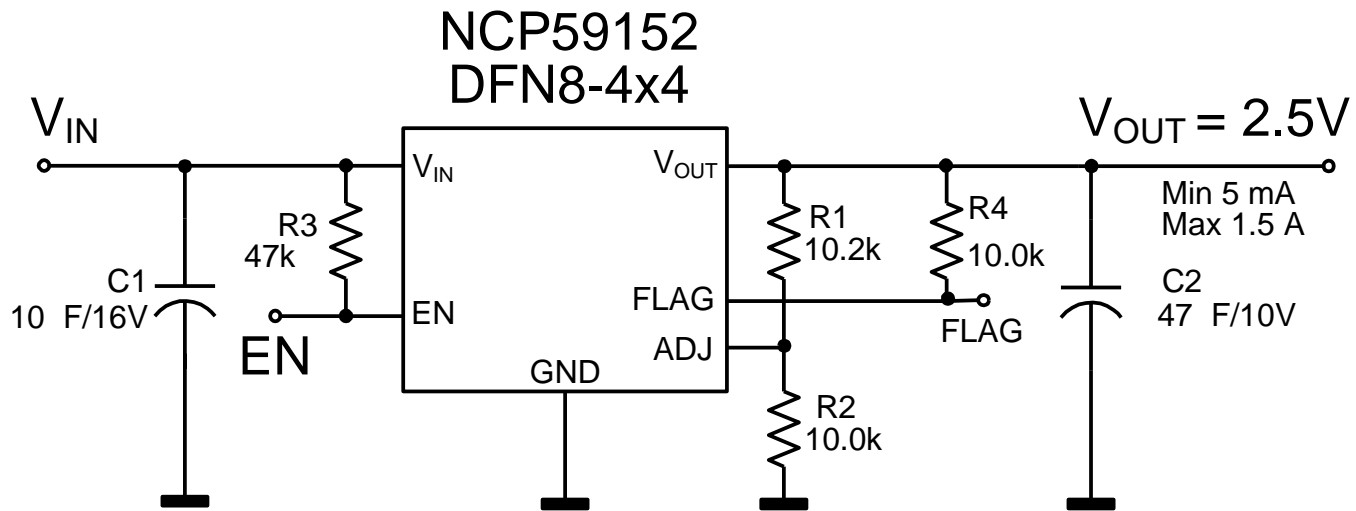 NCP59152
DFN8-4x4
VIN
VOUT = 2.5V
VIN
VOUT
Min 5 mA
Max 1.5 A
R3
47k
R1
10.2k
R4
10.0k
C1
10 F/16V
C2
47 F/10V
EN
FLAG
FLAG
EN
ADJ
GND
R2
10.0k